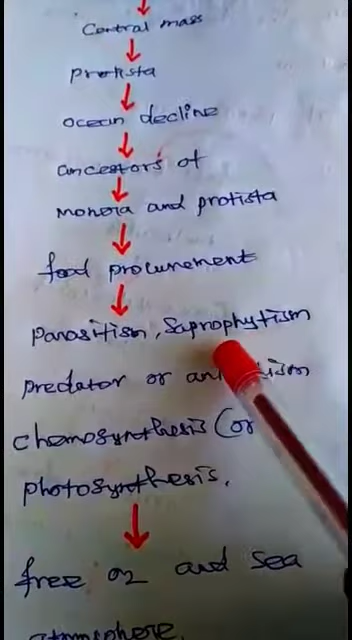 Central mass
Protista
ocean decline
ancestors of
monera and protista
food procurement
parasitism, Saprophytism
predator or
chemosynthesis (or
photosynthesis.
free O2 and sea
atmosphere